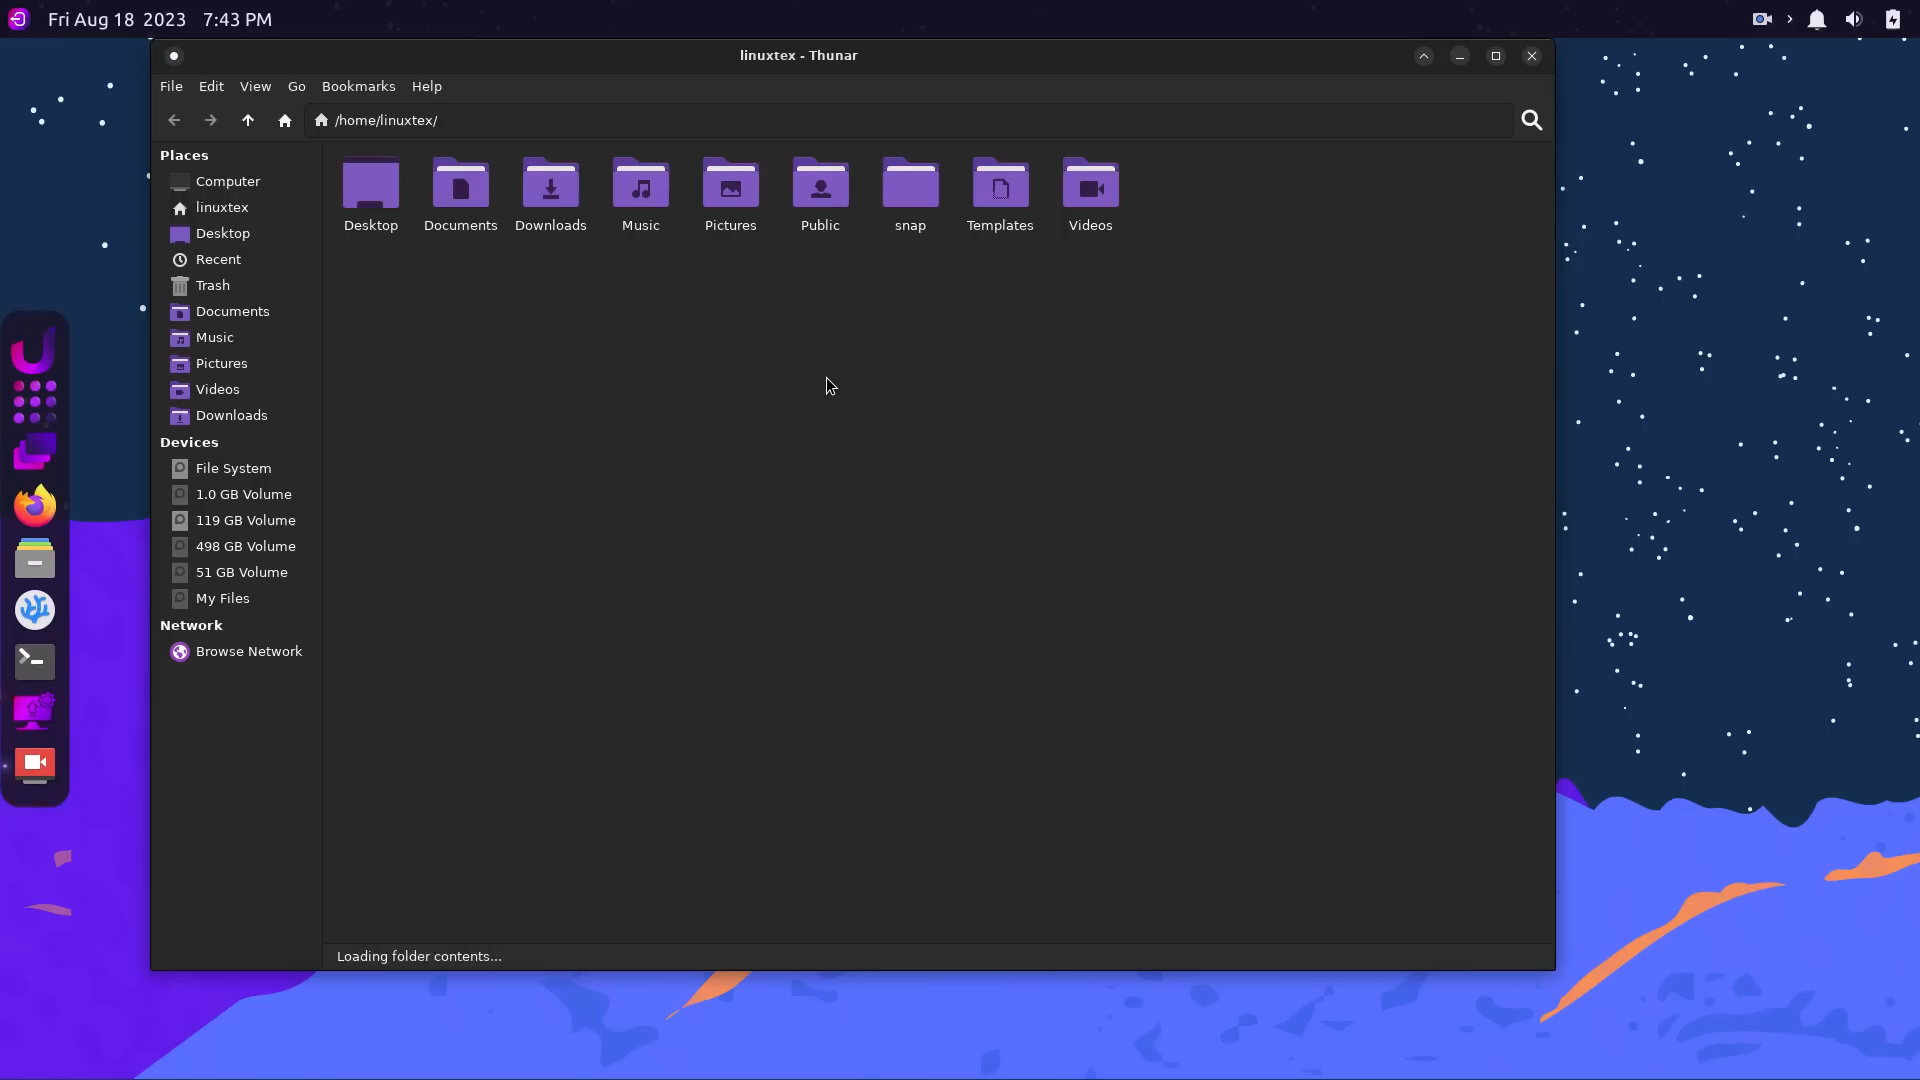 Fri Aug 18 2023 7:43 PM
linuxtex - Thunar
File Edit View Go Bookmarks Help
/home/linuxtex/
Places
Computer
linuxtex
Desktop
Recent
Trash
Documents
Music
Pictures
Videos
Downloads
Devices
File System
1.0 GB Volume
119 GB Volume
498 GB Volume
51 GB Volume
My Files
Network
Browse Network
Desktop Documents Downloads Music Pictures Public snap Templates Videos
Loading folder contents...